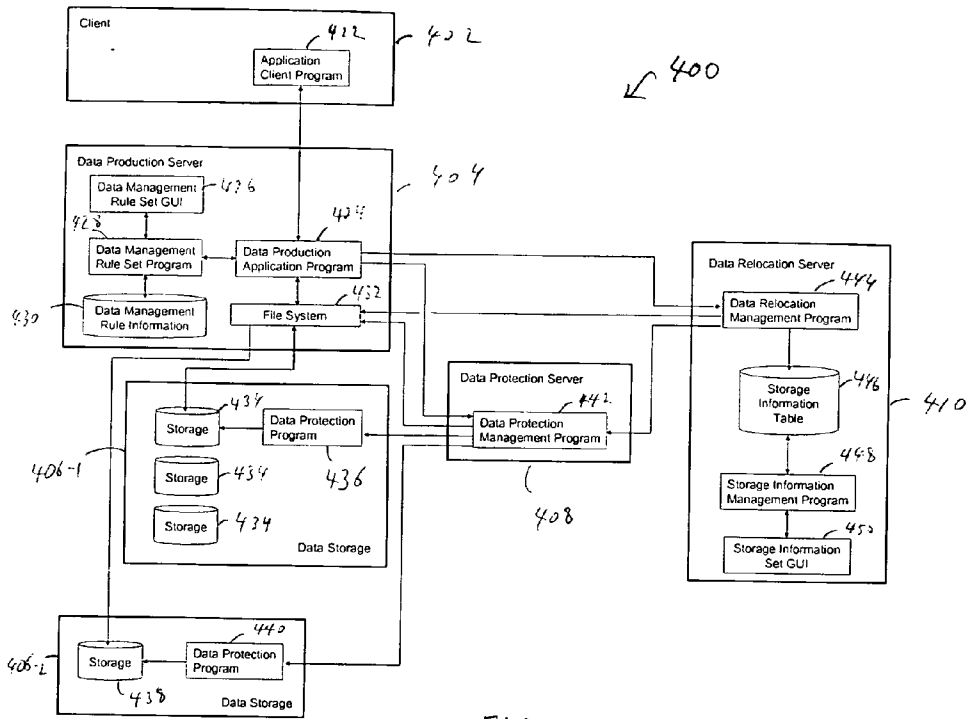 Client
422
402
Application
Client Program
400
Data Production Server
404
Data Management
Rule Set GUI
426
424
428
Data Management
Rule Set Program
Data Production
Application Program
432
430
Data Management
Rule Information
File System
Data Relocation Server
444
Data Relocation
Management Program
446
Storage
Information
Table
410
448
Storage Information
Management Program
450
Storage Information
Set GUI
Data Protection Server
442
Data Protection
Management Program
408
434
Storage
Data Protection
Program
436
406-1
Storage
434
Storage
434
Data Storage
440
406-2
Storage
Data Protection
Program
438
Data Storage